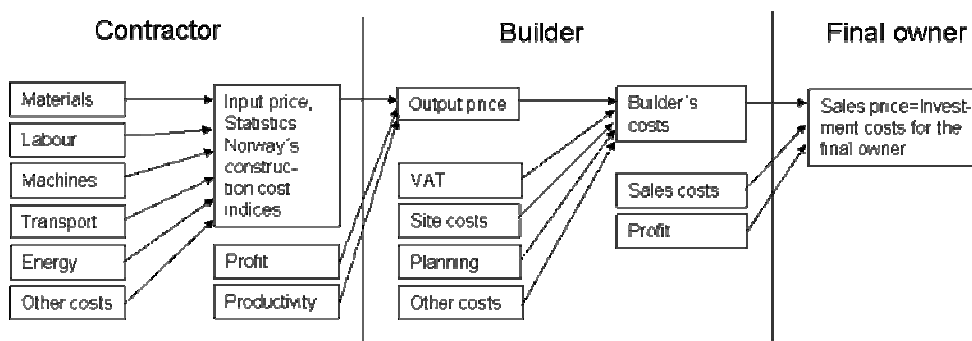 Contractor
Builder
Final owner
Materials
Labour
Machines
Transport
Energy
Other costs
Input price,
Statistics
Norway´s
construc-
tion cost
indices
Profit
Productivity
Output price
VAT
Site costs
Planning
Other costs
Builder´s
costs
Sales costs
Profit
Sales price=Invest-
ment costs for the
final owner